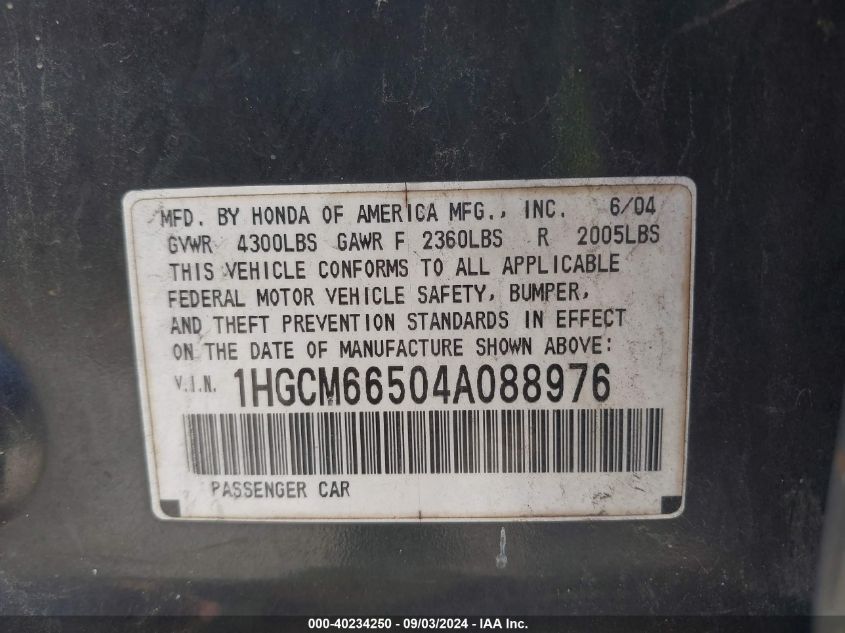 MFD. BY HONDA OF AMERICA MFG., INC. 6/04
GVWR 4300LBS GAWR F 2360LBS R 2005LBS
THIS VEHICLE CONFORMS TO ALL APPLICABLE
FEDERAL MOTOR VEHICLE SAFETY, BUMPER,
AND THEFT PREVENTION STANDARDS IN EFFECT
ON THE DATE OF MANUFACTURE SHOWN ABOVE:
V.I.N. 1HGCM66504A088976
PASSENGER CAR
000-40234250 - 09/03/2024 - IAA Inc.